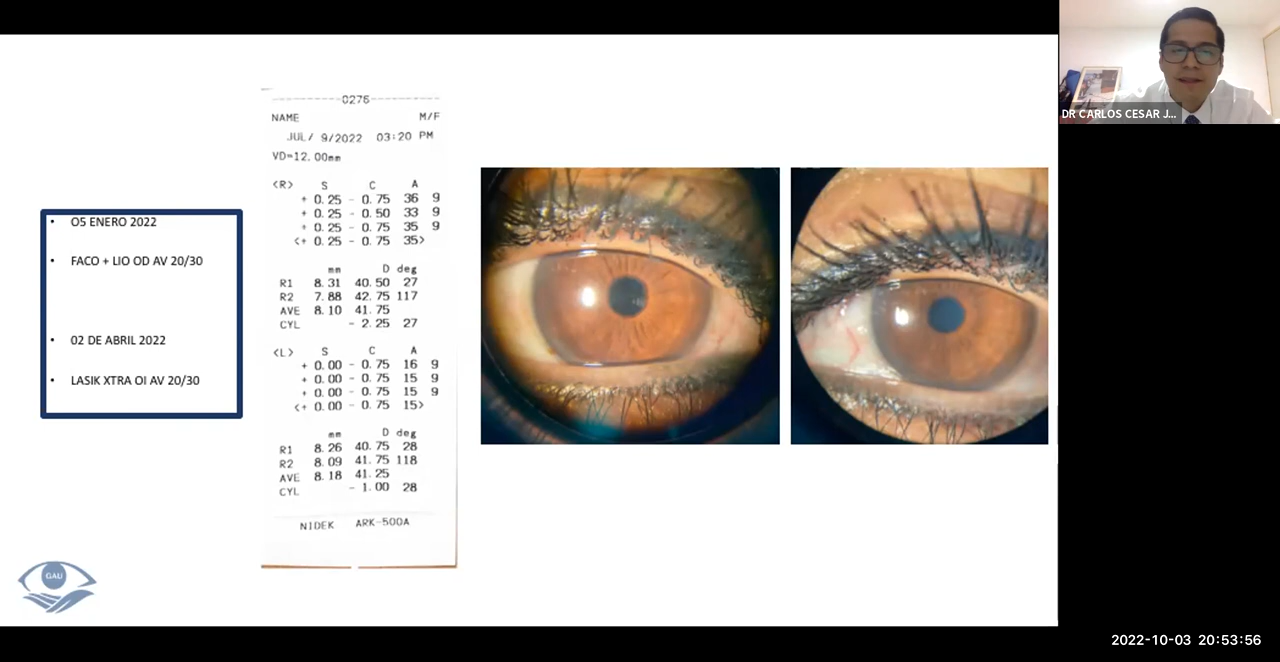 • O5 ENERO 2022
• FACO + LIO OD AV 20/30
• 02 DE ABRIL 2022
• LASIK XTRA OI AV 20/30
GAU
0276
NAME M/F
JUL/ 9/2022 03:20 PM
VD=12.00mm
<R> S C A
+ 0.25 - 0.75 36 9
+ 0.25 - 0.50 33 9
+ 0.25 - 0.75 35 9
<+ 0.25 - 0.75 35>
mm D deg
R1 8.31 40.50 27
R2 7.88 42.75 117
AVE 8.10 41.75
CYL - 2.25 27
<L> S C A
+ 0.00 - 0.75 16 9
+ 0.00 - 0.75 15 9
+ 0.00 - 0.75 15 9
<+ 0.00 - 0.75 15>
mm D deg
R1 8.26 40.75 28
R2 8.09 41.75 118
AVE 8.18 41.25
CYL - 1.00 28
NIDEK ARK-500A
DR CARLOS CESAR J...
2022-10-03 20:53:56